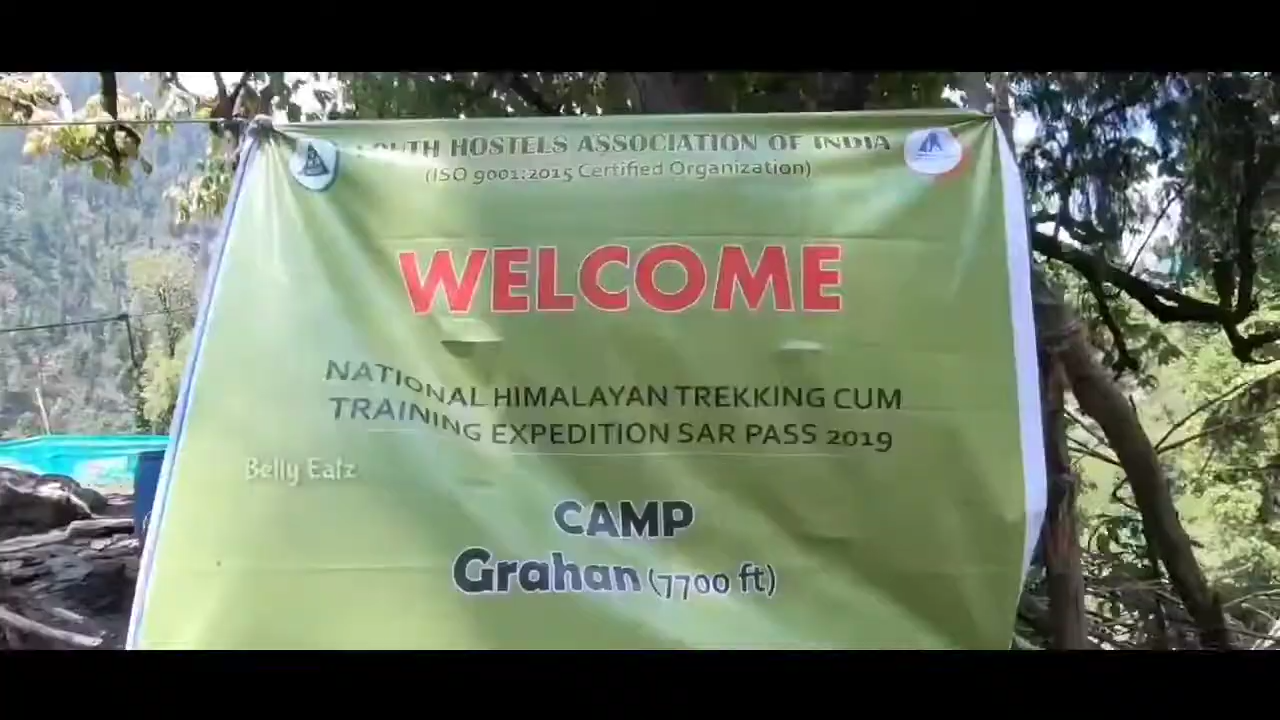 YOUTH HOSTELS ASSOCIATION OF INDIA
(ISO 9001:2015 Certified Organization)
WELCOME
NATIONAL HIMALAYAN TREKKING CUM
TRAINING EXPEDITION SAR PASS 2019
Belly Eatz
CAMP
Grahan (7700 ft)